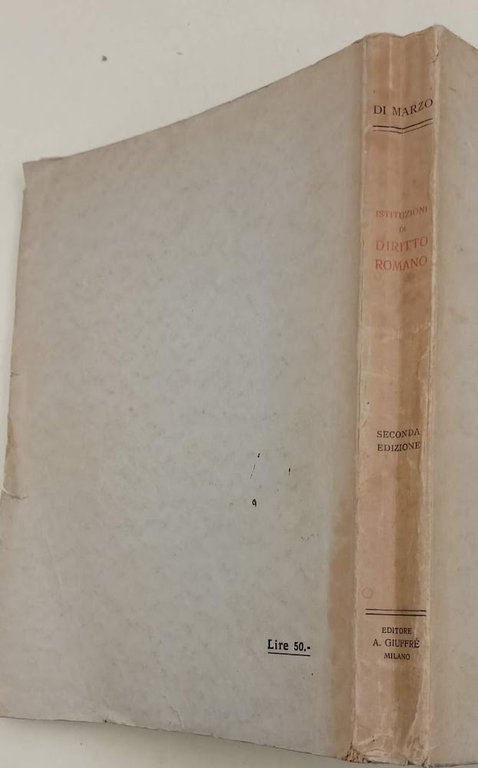 DI MARZO
ISTITUZIONI
DI
DIRITTO
ROMANO
SECONDA
EDIZIONE
EDITORE
A. GIUFFRÈ
MILANO
Lire 50.-